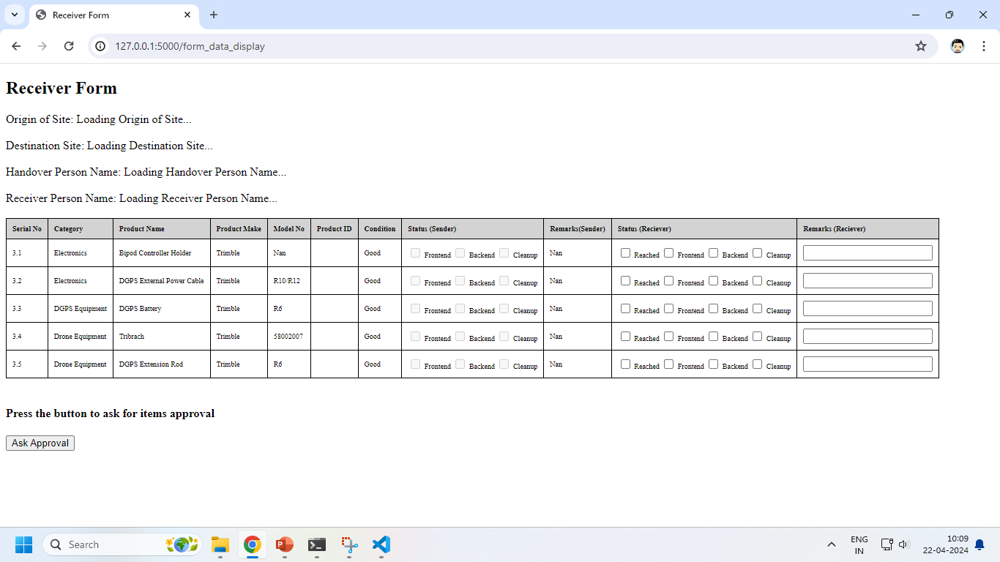 Receiver Form
127.0.0.1:5000/form_data_display
Receiver Form
Origin of Site: Loading Origin of Site...
Destination Site: Loading Destination Site...
Handover Person Name: Loading Handover Person Name...
Receiver Person Name: Loading Receiver Person Name...
Serial No Category Product Name Product Make Model No Product ID Condition Status (Sender) Remarks(Sender) Status (Reciever) Remarks (Reciever)
3.1 Electronics Bipod Controller Holder Trimble Nan Good Frontend Backend Cleanup Nan Reached Frontend Backend Cleanup
3.2 Electronics DGPS External Power Cable Trimble R10/R12 Good Frontend Backend Cleanup Nan Reached Frontend Backend Cleanup
3.3 DGPS Equipment DGPS Battery Trimble R6 Good Frontend Backend Cleanup Nan Reached Frontend Backend Cleanup
3.4 Drone Equipment Tribrach Trimble 58002007 Good Frontend Backend Cleanup Nan Reached Frontend Backend Cleanup
3.5 Drone Equipment DGPS Extension Rod Trimble R6 Good Frontend Backend Cleanup Nan Reached Frontend Backend Cleanup
Press the button to ask for items approval
Ask Approval
Search
ENG
IN
10:09
22-04-2024